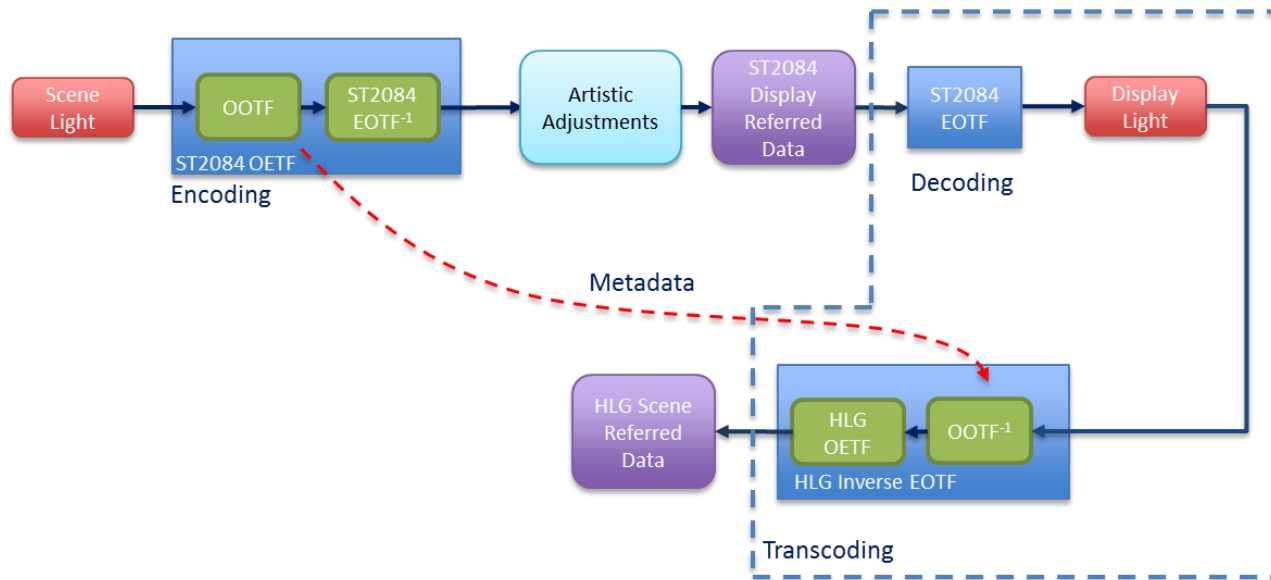 Scene
Light
OOTF
ST2084
EOTF⁻¹
ST2084 OETF
Encoding
Artistic
Adjustments
ST2084
Display
Referred
Data
ST2084
EOTF
Decoding
Display
Light
Metadata
HLG Scene
Referred
Data
HLG
OETF
OOTF⁻¹
HLG Inverse EOTF
Transcoding